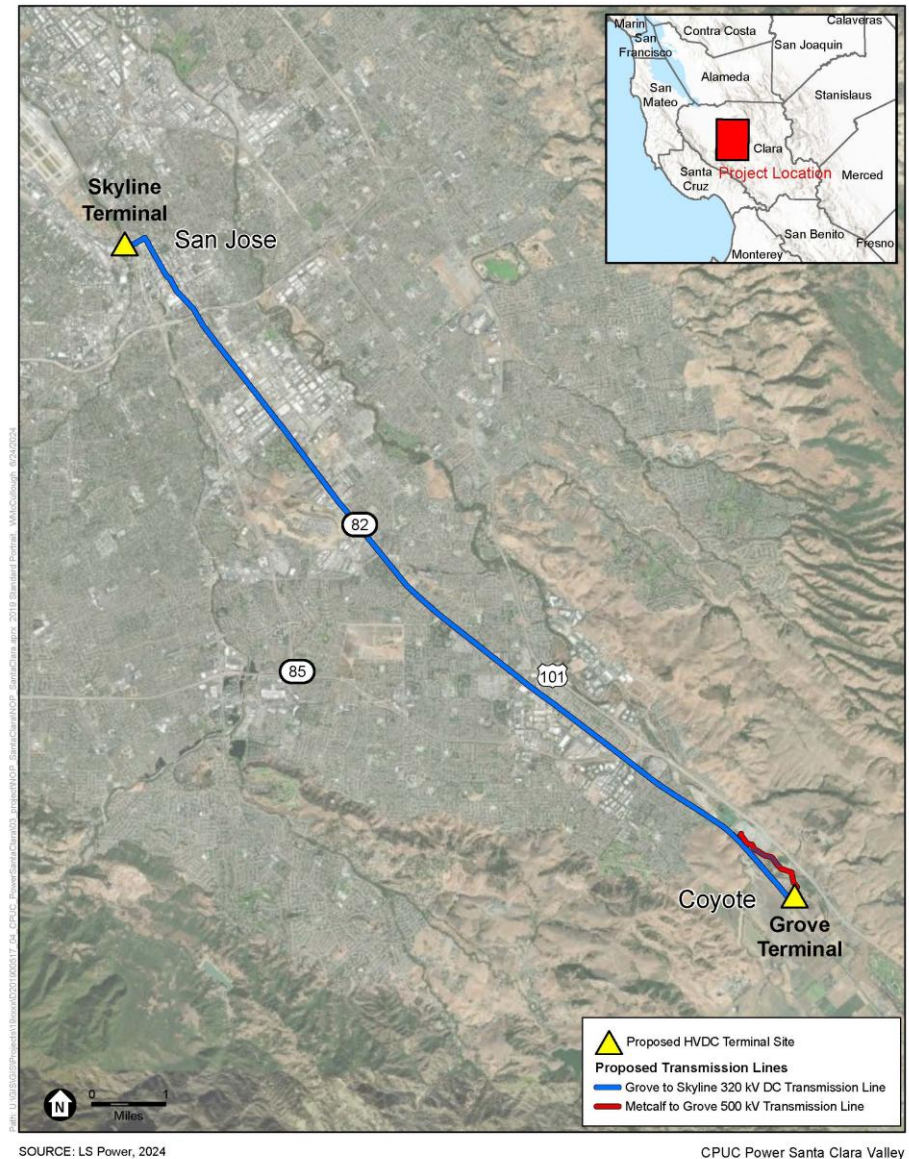 Marin
San
Francisco
Contra Costa
Calaveras
San Joaquin
Alameda
San
Mateo
Stanislaus
Clara
Project Location
Santa
Cruz
Merced
San Benito
Fresno
Monterey
Skyline
Terminal
San Jose
82
85
101
Coyote
Grove
Terminal
Proposed HVDC Terminal Site
Proposed Transmission Lines
Grove to Skyline 320 kV DC Transmission Line
Metcalf to Grove 500 kV Transmission Line
N
0 1
Miles
SOURCE: LS Power, 2024
CPUC Power Santa Clara Valley